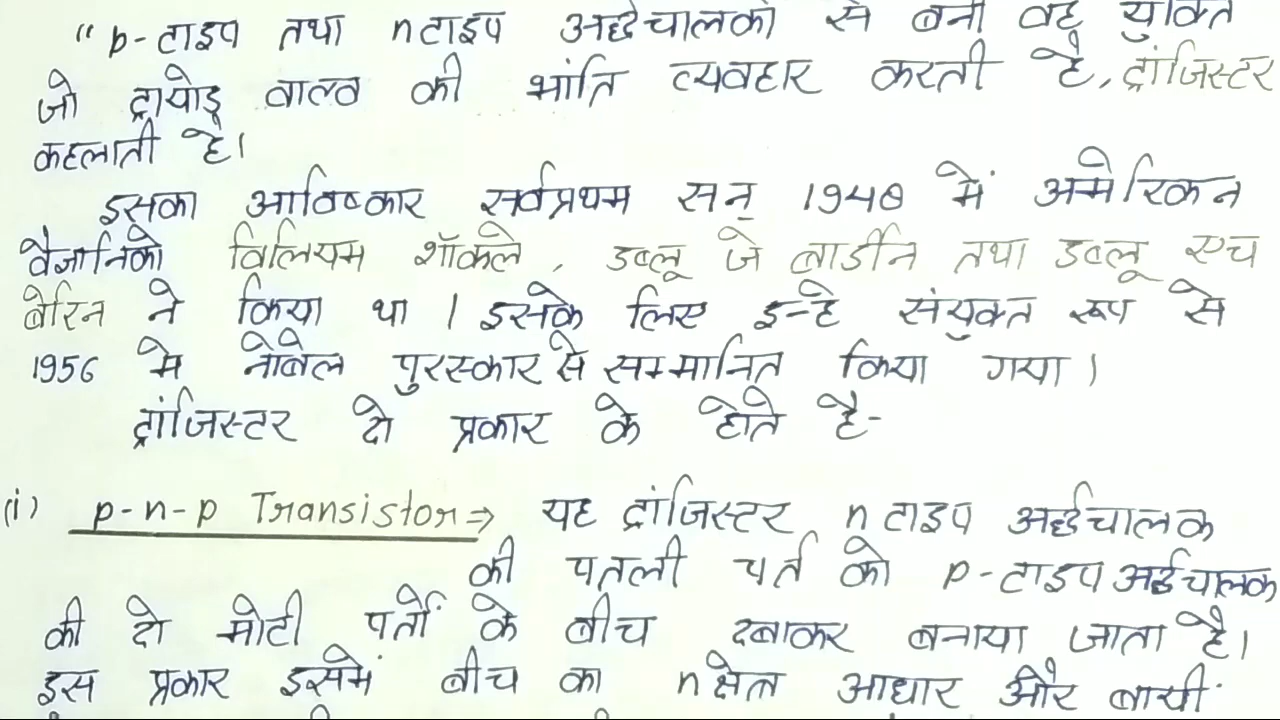 "p-टाइप तथा nटाइप अर्द्धचालकों से बनी वह युक्ति
जो ट्रायोड वाल्व की भांति व्यवहार करती है, ट्रांजिस्टर
कहलाती है।
इसका आविष्कार सर्वप्रथम सन् 1948 में अमेरिकन
वैज्ञानिको विलियम शॉकले, डब्लू जे बार्डीन तथा डब्लू एच
बेरिन ने किया था। इसके लिए इन्हे संयुक्त रूप से
1956 मे नोबेल पुरस्कार से सम्मानित किया गया।
ट्रांजिस्टर दो प्रकार के होते है-
(i) p-n-p Transistor⇒ यह ट्रांजिस्टर n टाइप अर्द्धचालक
की पतली पर्त को p-टाइप अर्द्धचालक
की दो मोटी पर्तों के बीच दबाकर बनाया जाता है।
इस प्रकार इसमें बीच का nक्षेत्र आधार और बायीं